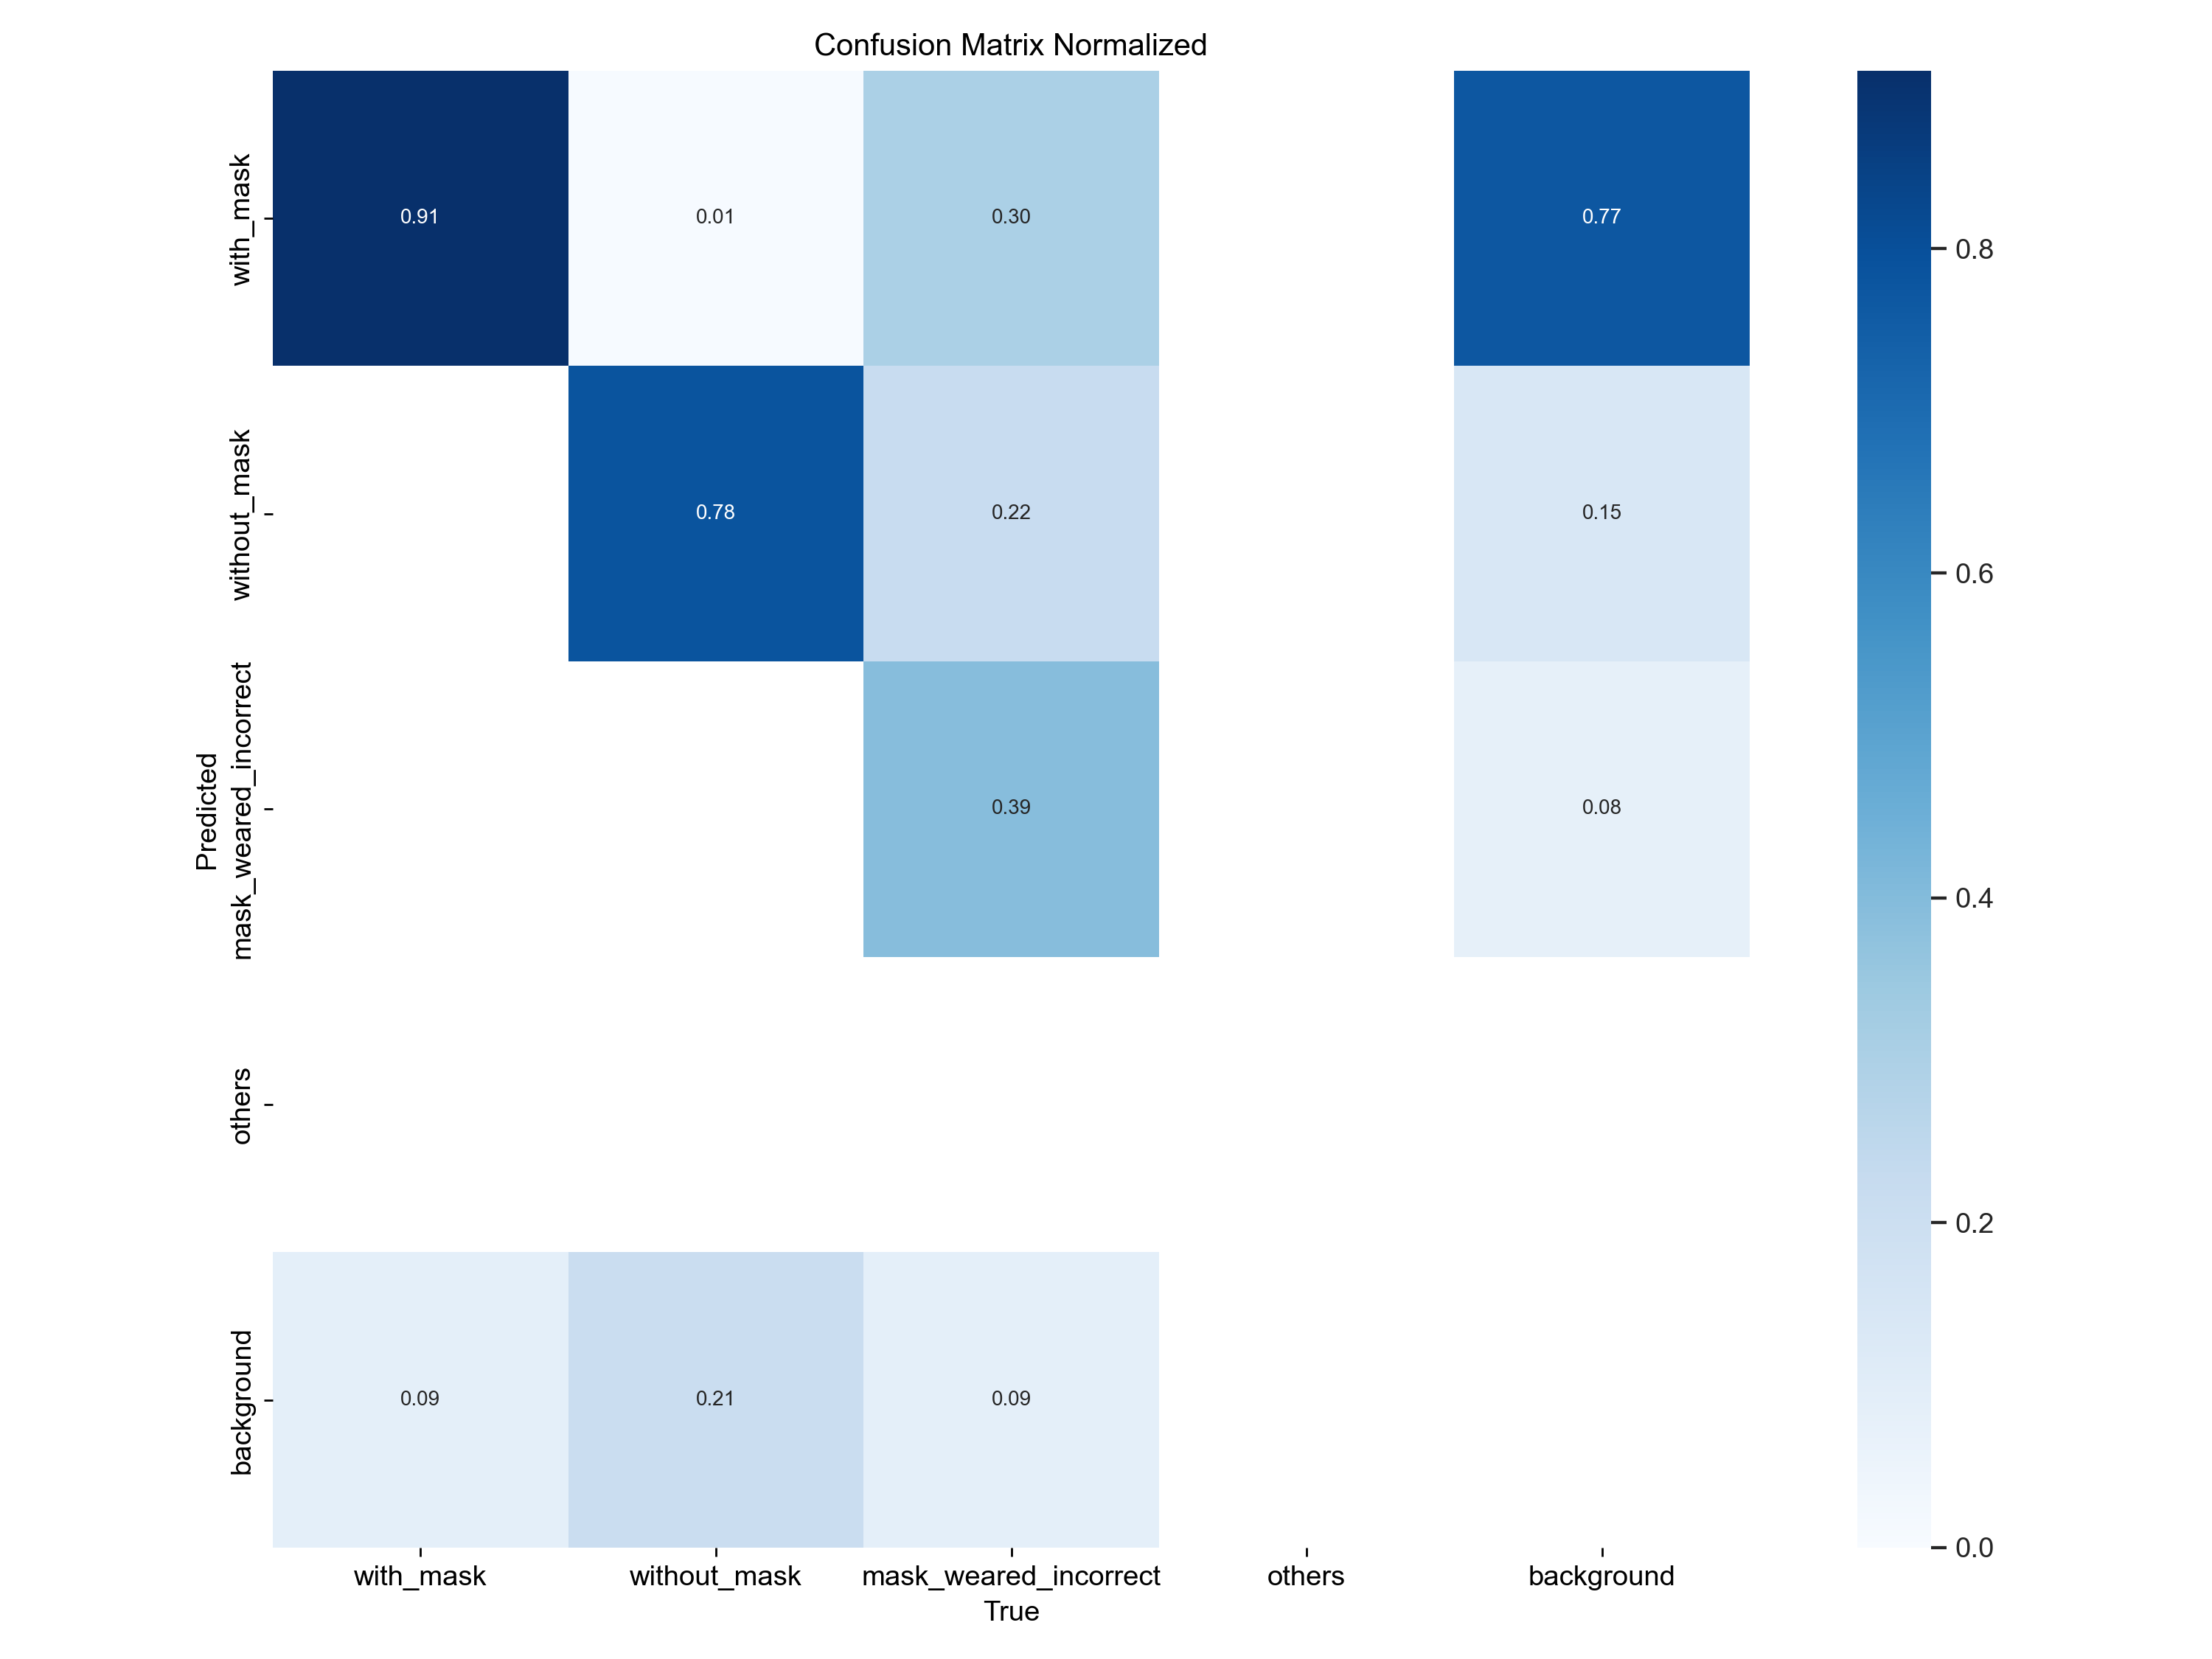 Confusion Matrix Normalized
with_mask
0.91
0.01
0.30
0.77
without_mask
0.78
0.22
0.15
Predicted
mask_weared_incorrect
0.39
0.08
others
background
0.09
0.21
0.09
with_mask
without_mask
mask_weared_incorrect
others
background
True
0.8
0.6
0.4
0.2
0.0